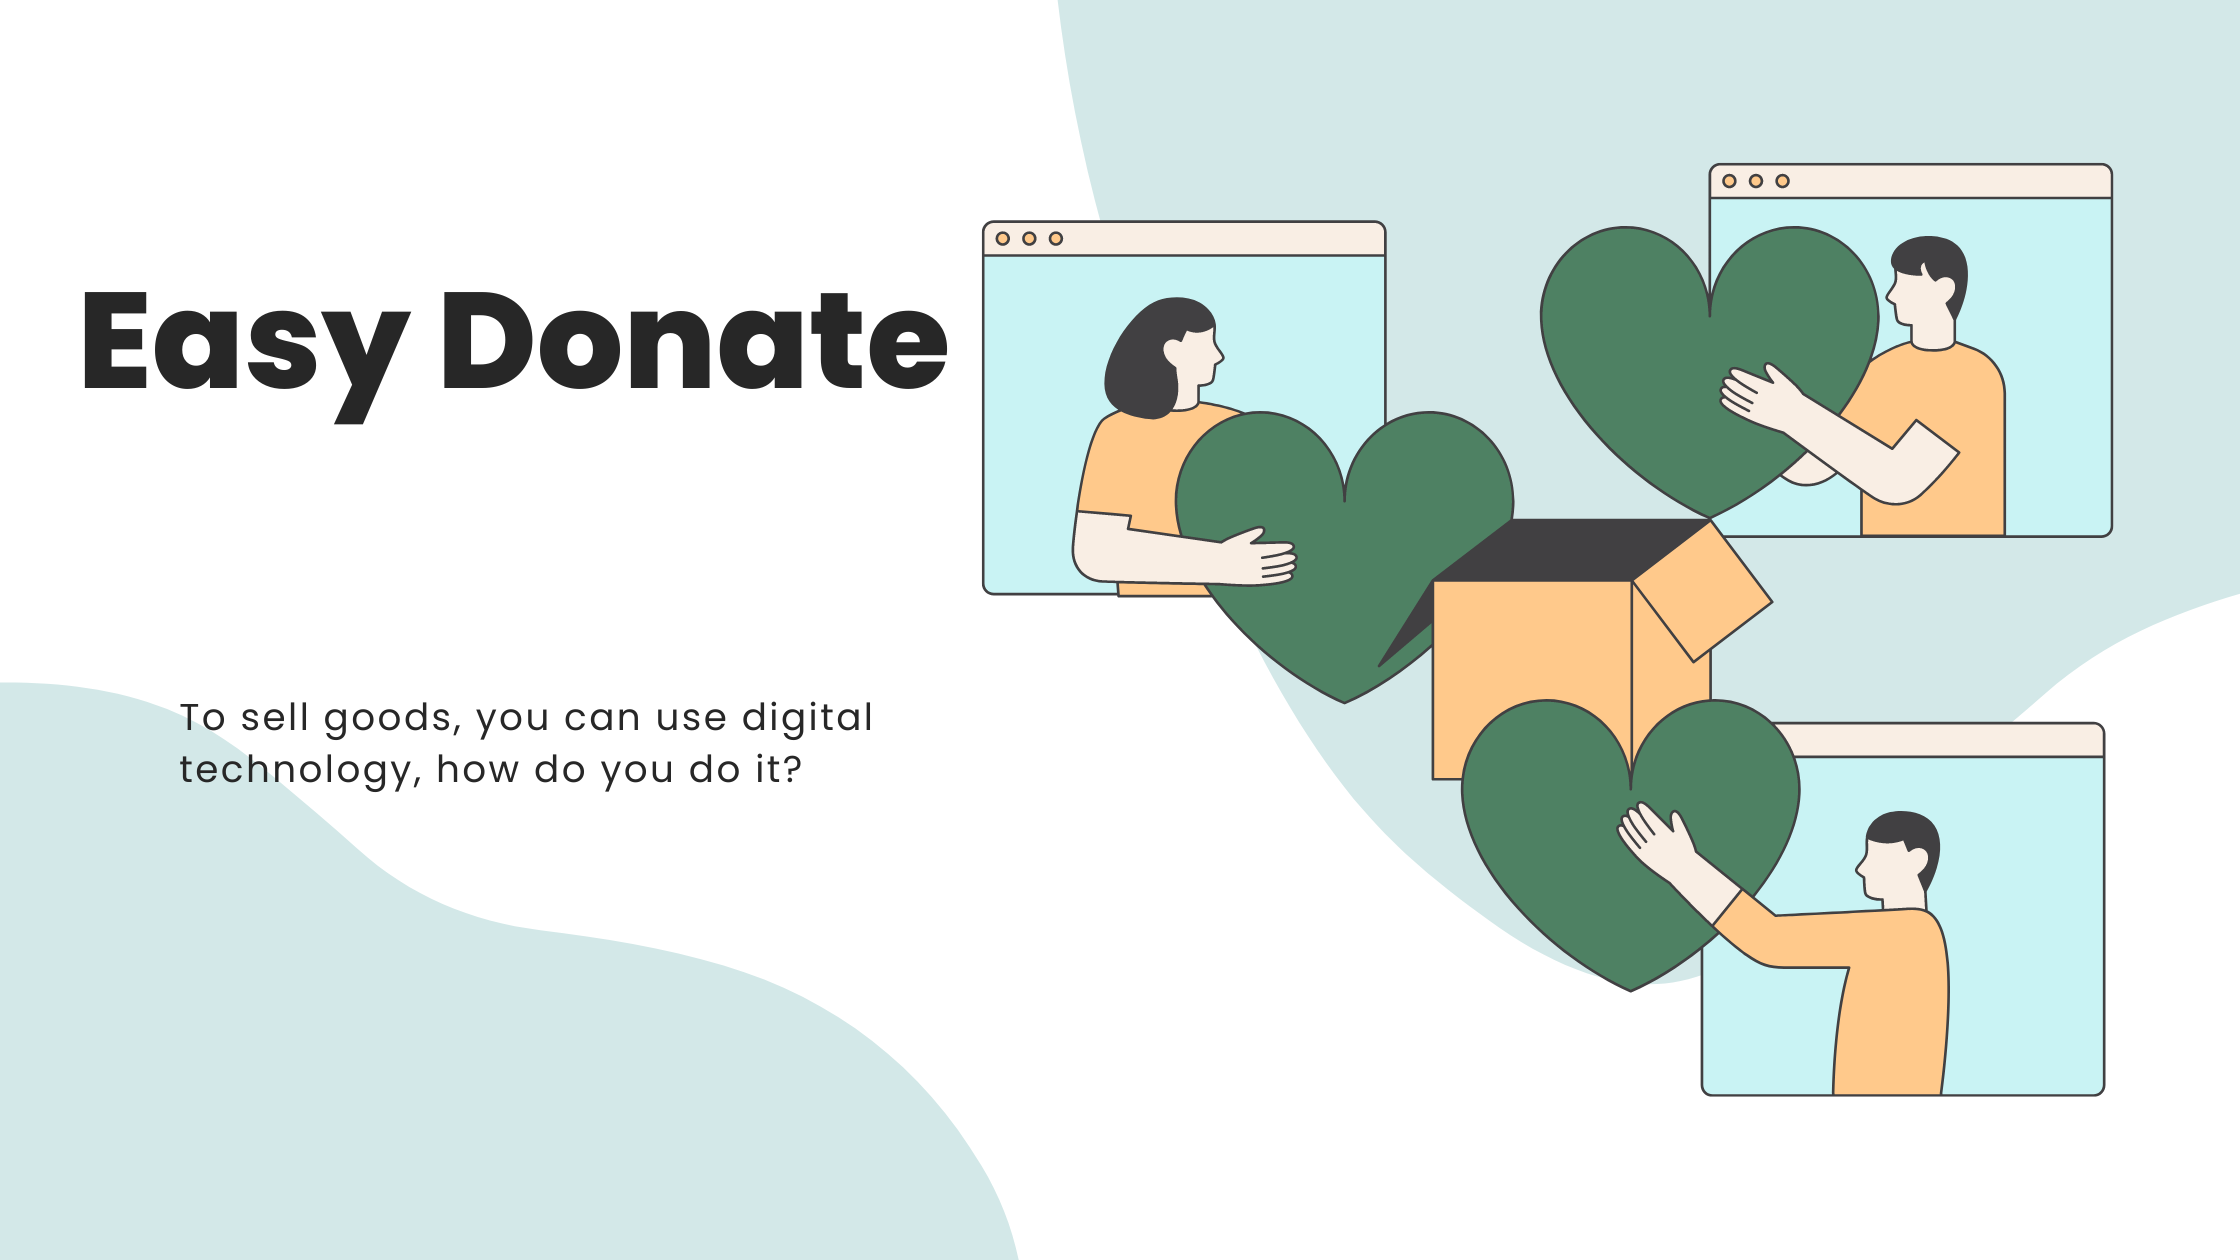 Easy Donate
To sell goods, you can use digital
technology, how do you do it?